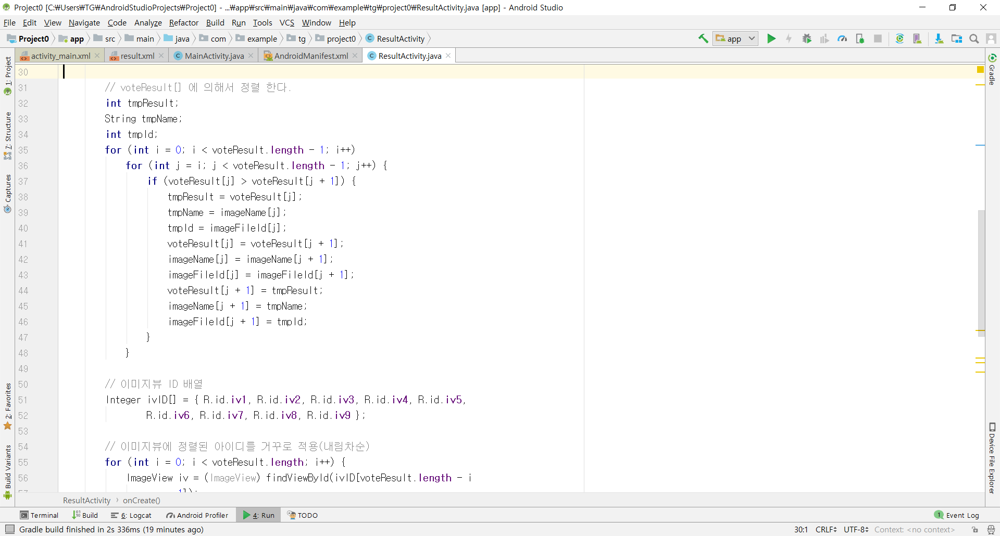 Project0 [C:₩Users₩TG₩AndroidStudioProjects₩Project0] - ...₩app₩src₩main₩java₩com₩example₩tg₩project0₩ResultActivity.java [app] - Android Studio
File Edit View Navigate Code Analyze Refactor Build Run Tools VCS Window Help
Project0 app src main java com example tg project0 ResultActivity app
activity_main.xml result.xml MainActivity.java AndroidManifest.xml ResultActivity.java
1: Project
7: Structure
Captures
2: Favorites
Build Variants
30
31 // voteResult[] 에 의해서 정렬 한다.
32 int tmpResult;
33 String tmpName;
34 int tmpId;
35 for (int i = 0; i < voteResult.length - 1; i++)
36 for (int j = i; j < voteResult.length - 1; j++) {
37 if (voteResult[j] > voteResult[j + 1]) {
38 tmpResult = voteResult[j];
39 tmpName = imageName[j];
40 tmpId = imageFileId[j];
41 voteResult[j] = voteResult[j + 1];
42 imageName[j] = imageName[j + 1];
43 imageFileId[j] = imageFileId[j + 1];
44 voteResult[j + 1] = tmpResult;
45 imageName[j + 1] = tmpName;
46 imageFileId[j + 1] = tmpId;
47 }
48 }
49
50 // 이미지뷰 ID 배열
51 Integer ivID[] = { R.id.iv1, R.id.iv2, R.id.iv3, R.id.iv4, R.id.iv5,
52 R.id.iv6, R.id.iv7, R.id.iv8, R.id.iv9 };
53
54 // 이미지뷰에 정렬된 아이디를 거꾸로 적용(내림차순)
55 for (int i = 0; i < voteResult.length; i++) {
56 ImageView iv = (ImageView) findViewById(ivID[voteResult.length - i
57 1]);
Gradle
Device File Explorer
ResultActivity › onCreate()
Terminal Build 6: Logcat Android Profiler 4: Run TODO 1 Event Log
Gradle build finished in 2s 336ms (19 minutes ago) 30:1 CRLF UTF-8 Context: <no context>